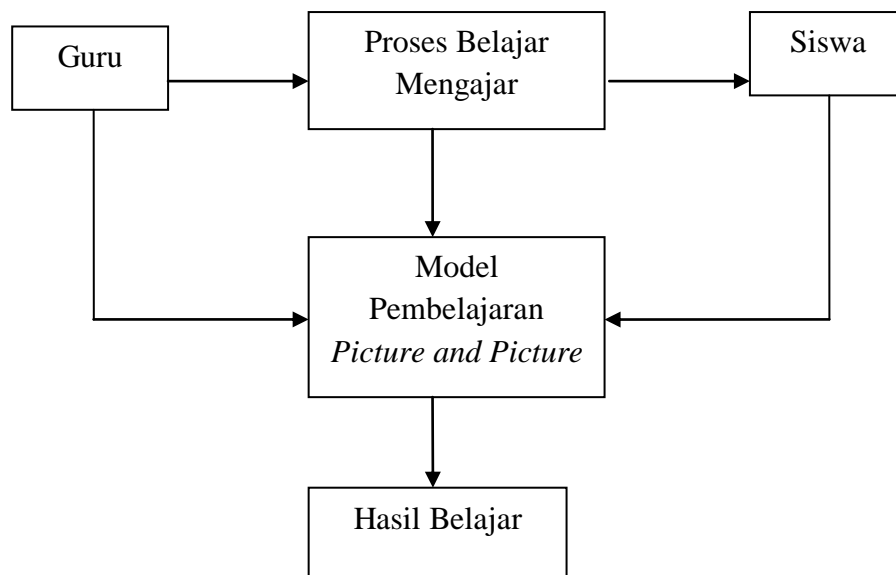 Guru
Proses Belajar
Mengajar
Siswa
Model
Pembelajaran
Picture and Picture
Hasil Belajar